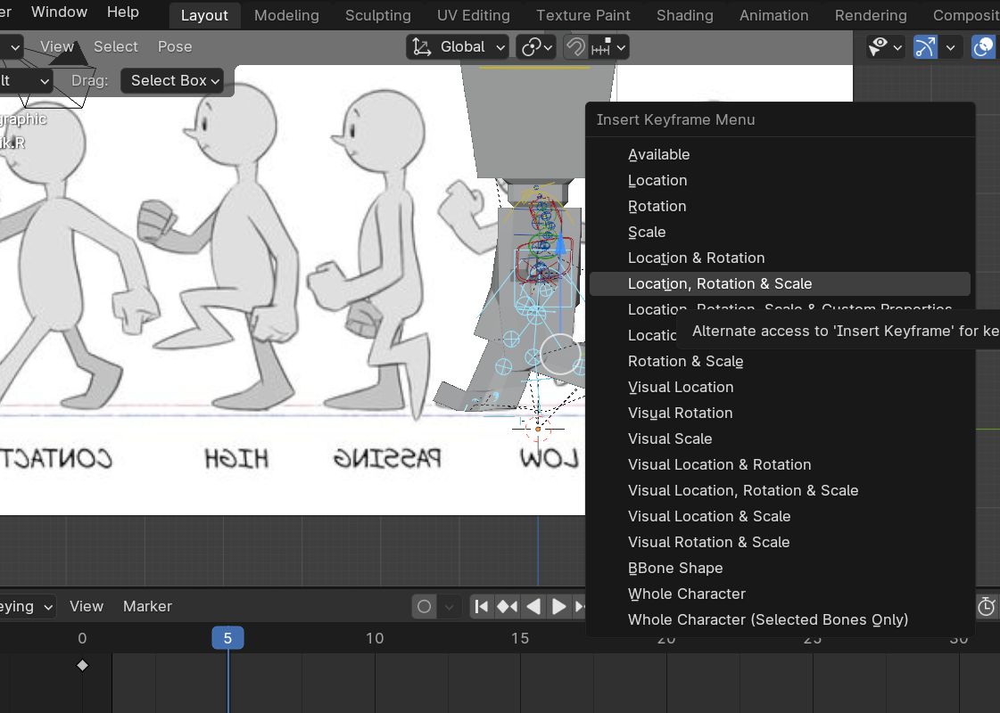 er Window Help Layout Modeling Sculpting UV Editing Texture Paint Shading Animation Rendering Composit
View Select Pose Global
lt Drag: Select Box
graphic
ik.R
CONTACT HIGH PASSING LOW
Insert Keyframe Menu
Available
Location
Rotation
Scale
Location & Rotation
Location, Rotation & Scale
Location, Rotation, Scale & Custom Properties
Locatio
Alternate access to 'Insert Keyframe' for ke
Rotation & Scale
Visual Location
Visual Rotation
Visual Scale
Visual Location & Rotation
Visual Location, Rotation & Scale
Visual Location & Scale
Visual Rotation & Scale
BBone Shape
Whole Character
Whole Character (Selected Bones Only)
eying View Marker
0 5 10 15 20 25 30